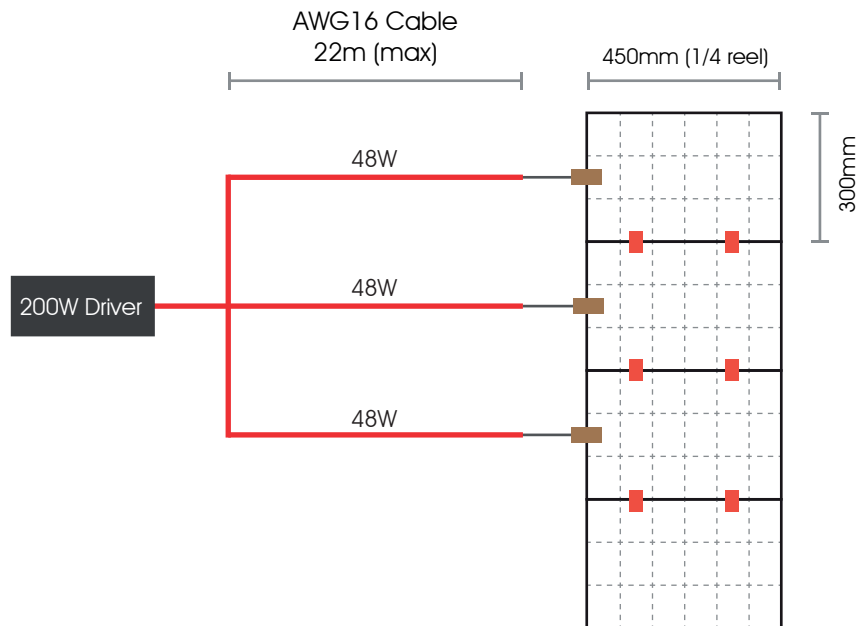 AWG16 Cable
22m (max)
450mm (1/4 reel)
300mm
48W
48W
200W Driver
48W